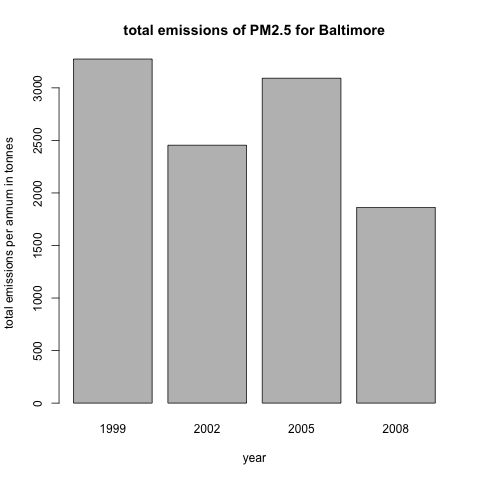 total emissions of PM2.5 for Baltimore
total emissions per annum in tonnes
3000
2500
2000
1500
1000
500
0
1999 2002 2005 2008
year